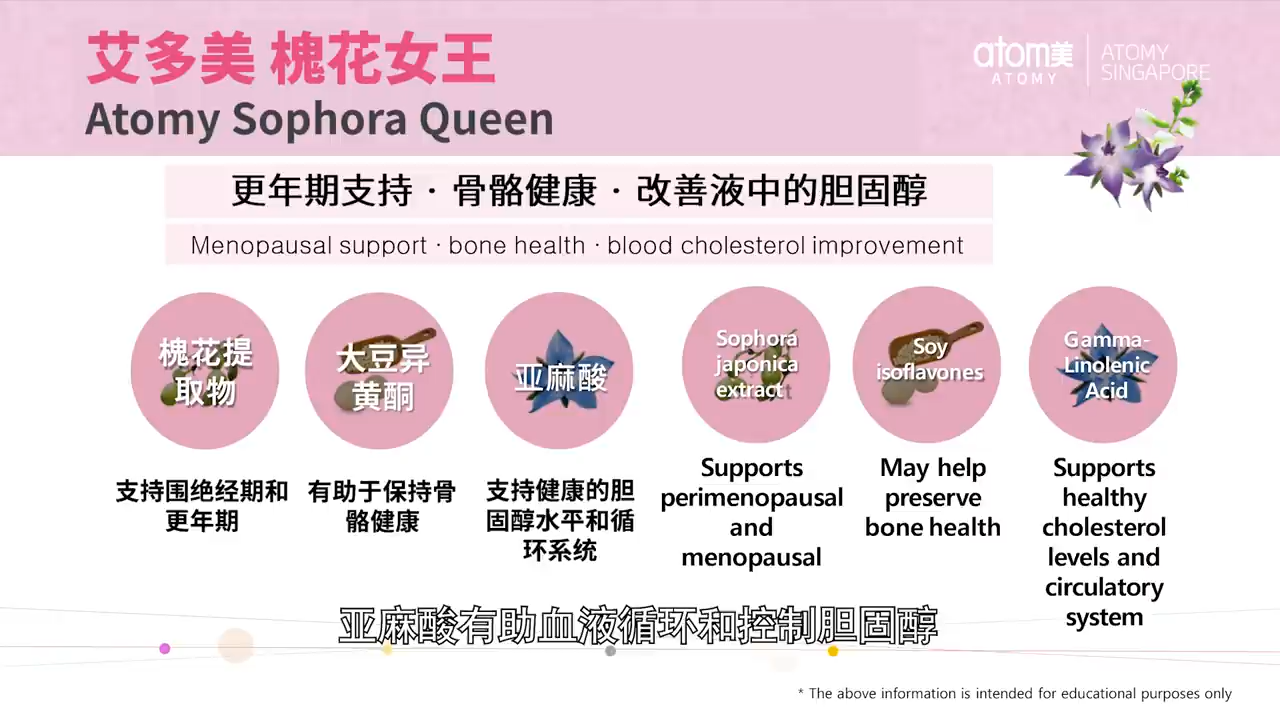 艾多美 槐花女王
Atomy Sophora Queen
atom美
ATOMY
ATOMY
SINGAPORE
更年期支持 · 骨骼健康 · 改善液中的胆固醇
Menopausal support · bone health · blood cholesterol improvement
槐花提
取物
大豆异
黄酮
亚麻酸
Sophora
japonica
extract
Soy
isoflavones
Gamma-
Linolenic
Acid
支持围绝经期和
更年期
有助于保持骨
骼健康
支持健康的胆
固醇水平和循
环系统
Supports
perimenopausal
and
menopausal
May help
preserve
bone health
Supports
healthy
cholesterol
levels and
circulatory
system
亚麻酸有助血液循环和控制胆固醇
* The above information is intended for educational purposes only